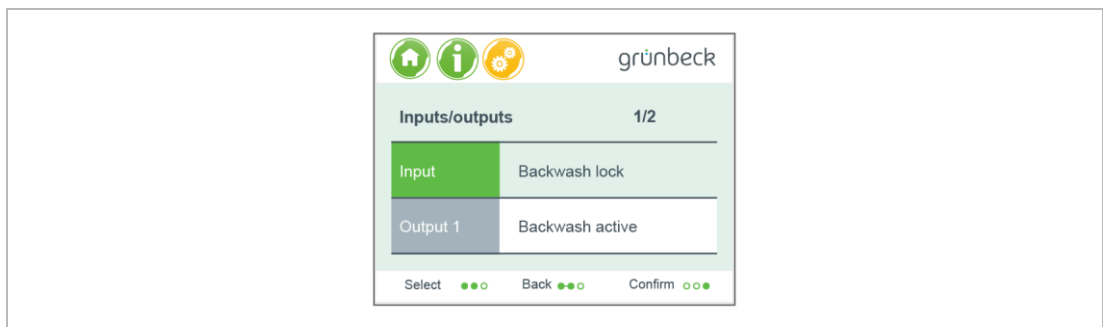 grünbeck
Inputs/outputs 1/2
Input Backwash lock
Output 1 Backwash active
Select Back Confirm